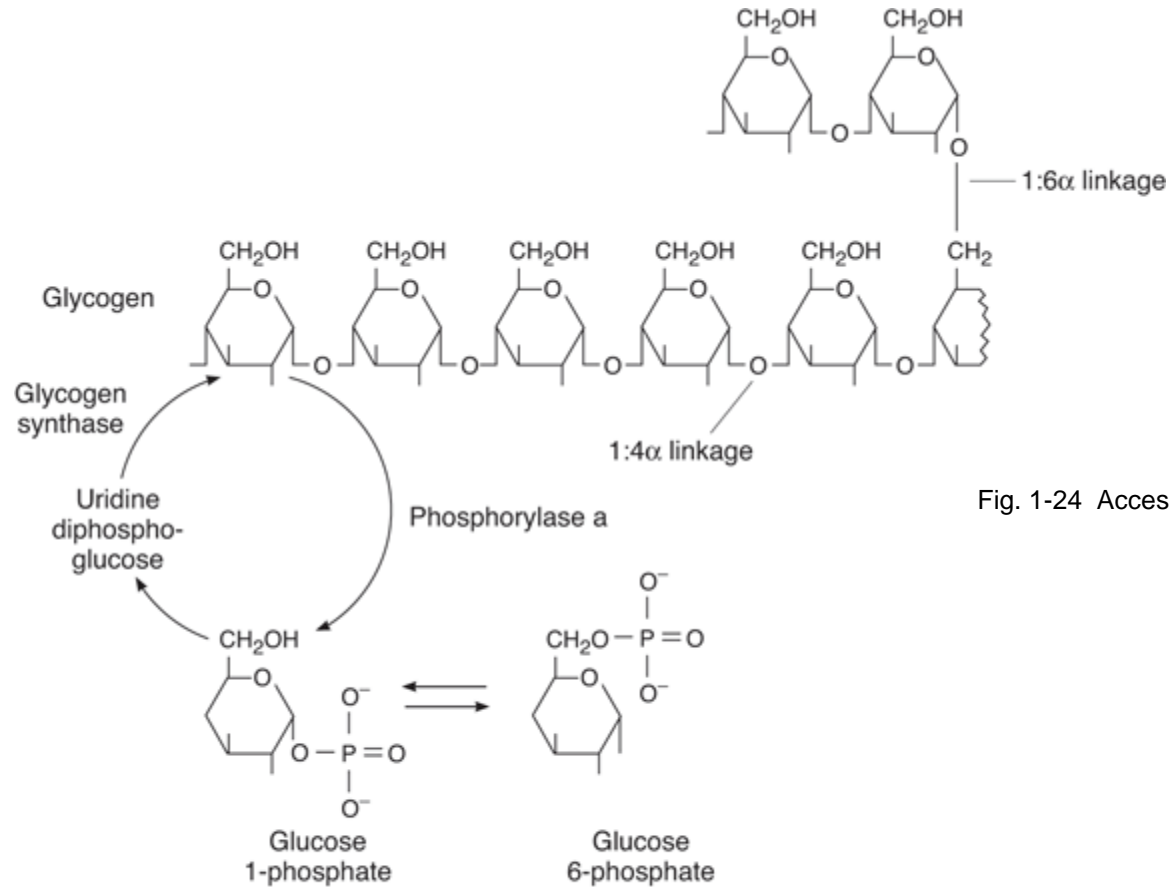 CH₂OH CH₂OH
O O
O O
1:6α linkage
CH₂OH CH₂OH CH₂OH CH₂OH CH₂OH CH₂
Glycogen
O O O O O
O O O O O
Glycogen
synthase
1:4α linkage
Uridine
diphospho-
glucose
Phosphorylase a
Fig. 1-24 Acces
CH₂OH
O
O⁻
O – P = O
O⁻
O⁻
CH₂O – P = O
O⁻
O
Glucose
1-phosphate
Glucose
6-phosphate